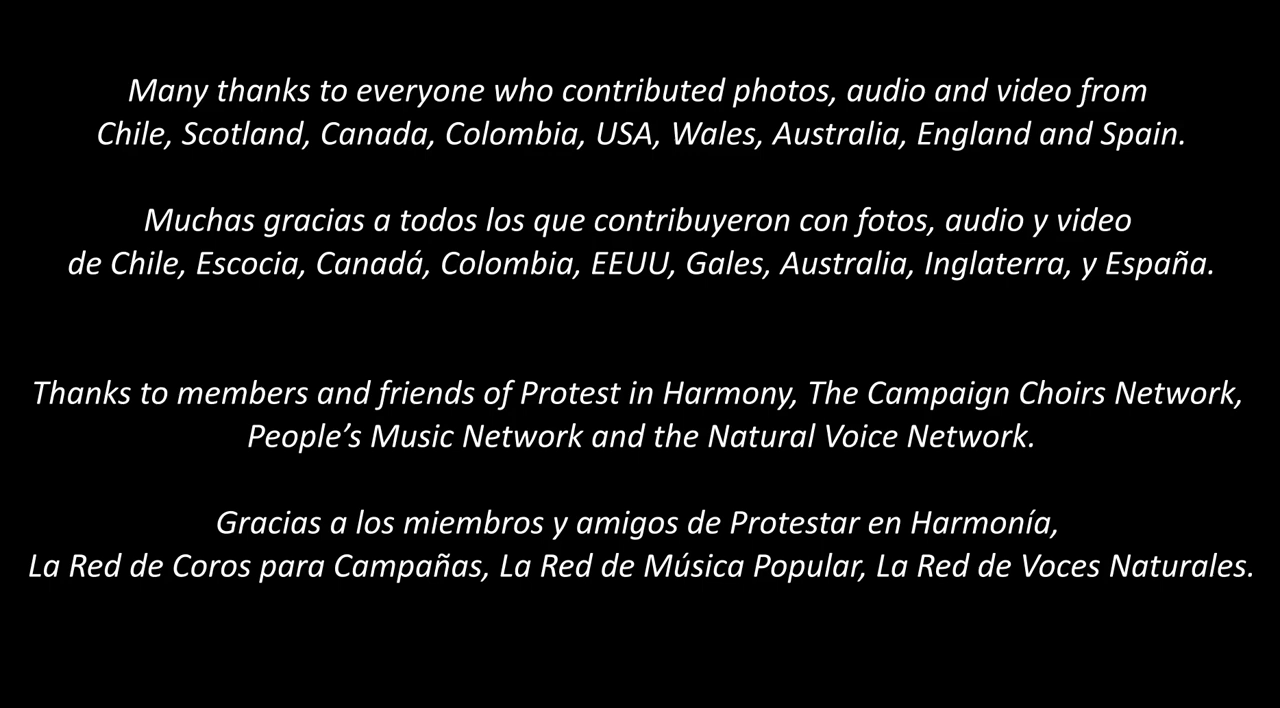 Many thanks to everyone who contributed photos, audio and video from
Chile, Scotland, Canada, Colombia, USA, Wales, Australia, England and Spain.
Muchas gracias a todos los que contribuyeron con fotos, audio y video
de Chile, Escocia, Canadá, Colombia, EEUU, Gales, Australia, Inglaterra, y España.
Thanks to members and friends of Protest in Harmony, The Campaign Choirs Network,
People’s Music Network and the Natural Voice Network.
Gracias a los miembros y amigos de Protestar en Harmonía,
La Red de Coros para Campañas, La Red de Música Popular, La Red de Voces Naturales.